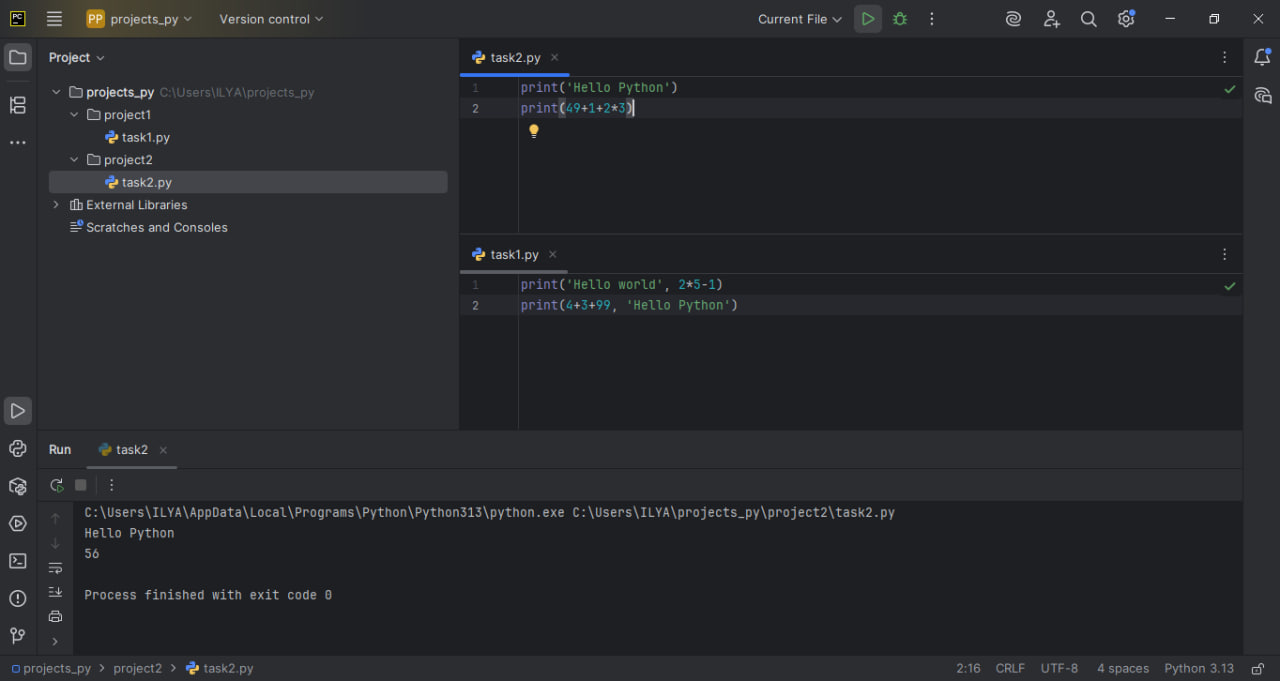 PC
PP projects_py Version control Current File
Project
projects_py C:\Users\ILYA\projects_py
project1
task1.py
project2
task2.py
External Libraries
Scratches and Consoles
task2.py
1 print('Hello Python')
2 print(49+1+2*3)
task1.py
1 print('Hello world', 2*5-1)
2 print(4+3+99, 'Hello Python')
Run task2
C:\Users\ILYA\AppData\Local\Programs\Python\Python313\python.exe C:\Users\ILYA\projects_py\project2\task2.py
Hello Python
56
Process finished with exit code 0
projects_py > project2 > task2.py 2:16 CRLF UTF-8 4 spaces Python 3.13